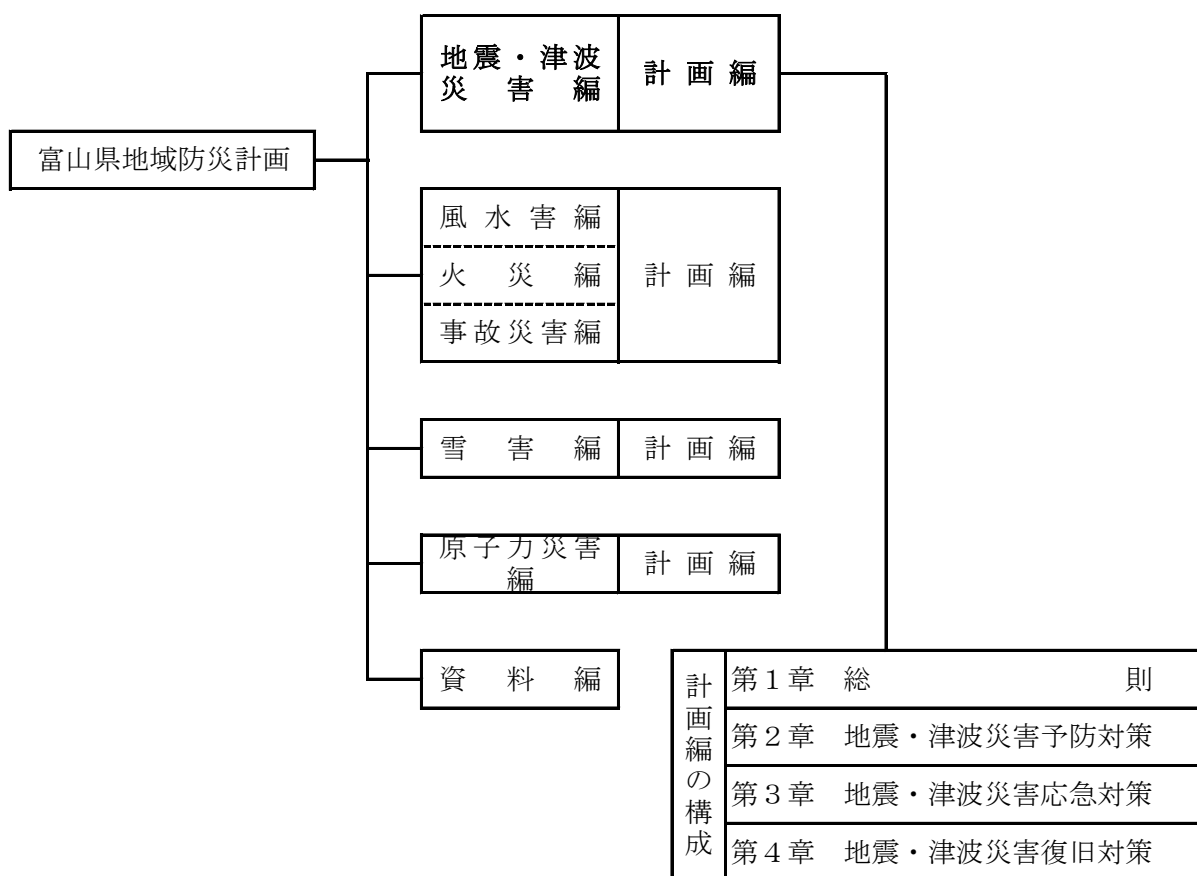 富山県地域防災計画
地震・津波
災害編
計画編
風水害編
火災編
事故災害編
計画編
雪害編
計画編
原子力災害
編
計画編
資料編
計画編の構成
第１章 総則
第２章 地震・津波災害予防対策
第３章 地震・津波災害応急対策
第４章 地震・津波災害復旧対策